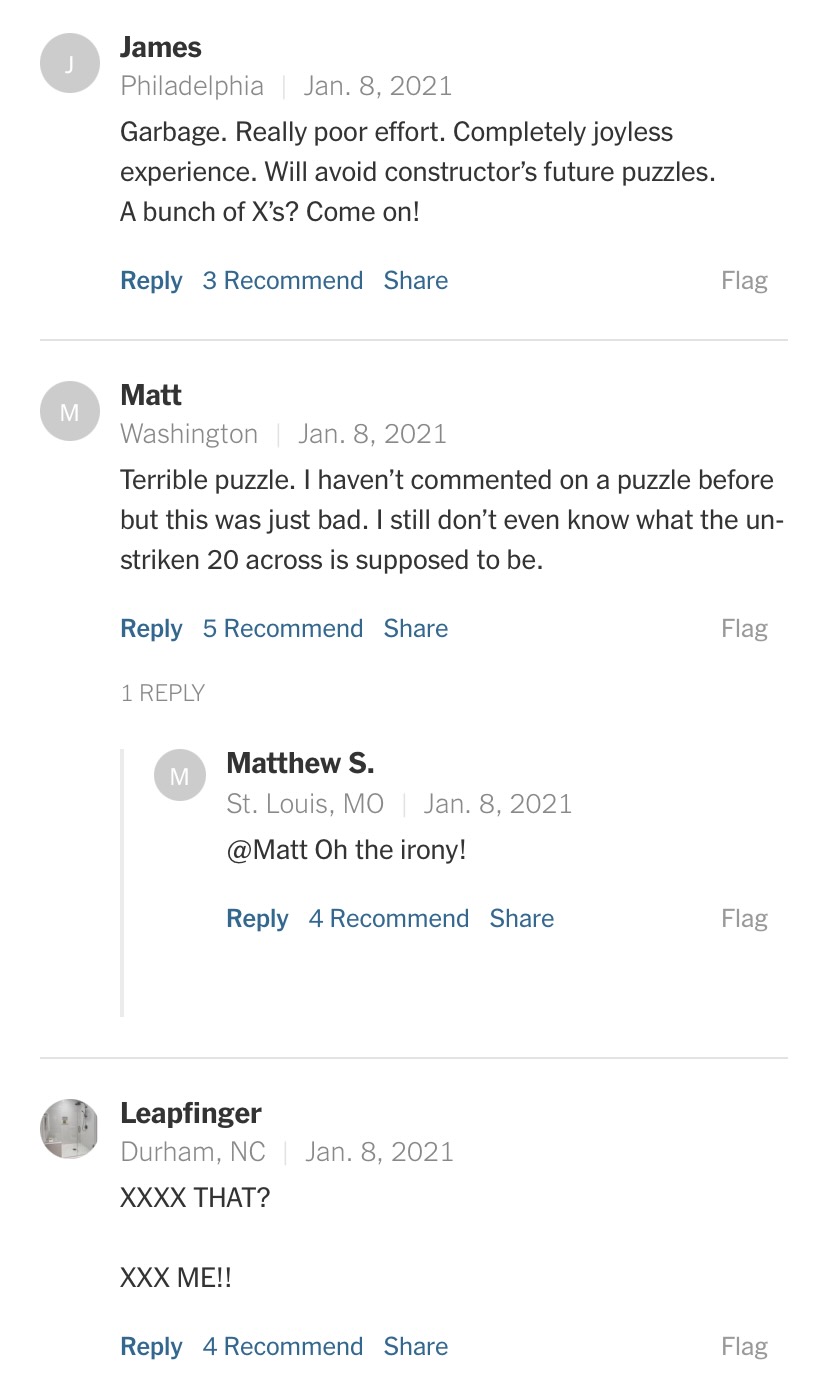 J
James
Philadelphia | Jan. 8, 2021
Garbage. Really poor effort. Completely joyless
experience. Will avoid constructor’s future puzzles.
A bunch of X’s? Come on!
Reply 3 Recommend Share Flag
M
Matt
Washington | Jan. 8, 2021
Terrible puzzle. I haven’t commented on a puzzle before
but this was just bad. I still don’t even know what the un-
striken 20 across is supposed to be.
Reply 5 Recommend Share Flag
1 REPLY
M
Matthew S.
St. Louis, MO | Jan. 8, 2021
@Matt Oh the irony!
Reply 4 Recommend Share Flag
Leapfinger
Durham, NC | Jan. 8, 2021
XXXX THAT?
XXX ME!!
Reply 4 Recommend Share Flag